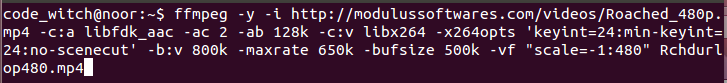 code_witch@noor:~$ ffmpeg -y -i http://modulussoftwares.com/videos/Roached_480p.
mp4 -c:a libfdk_aac -ac 2 -ab 128k -c:v libx264 -x264opts 'keyint=24:min-keyint=
24:no-scenecut' -b:v 800k -maxrate 650k -bufsize 500k -vf "scale=-1:480" Rchdurl
op480.mp4